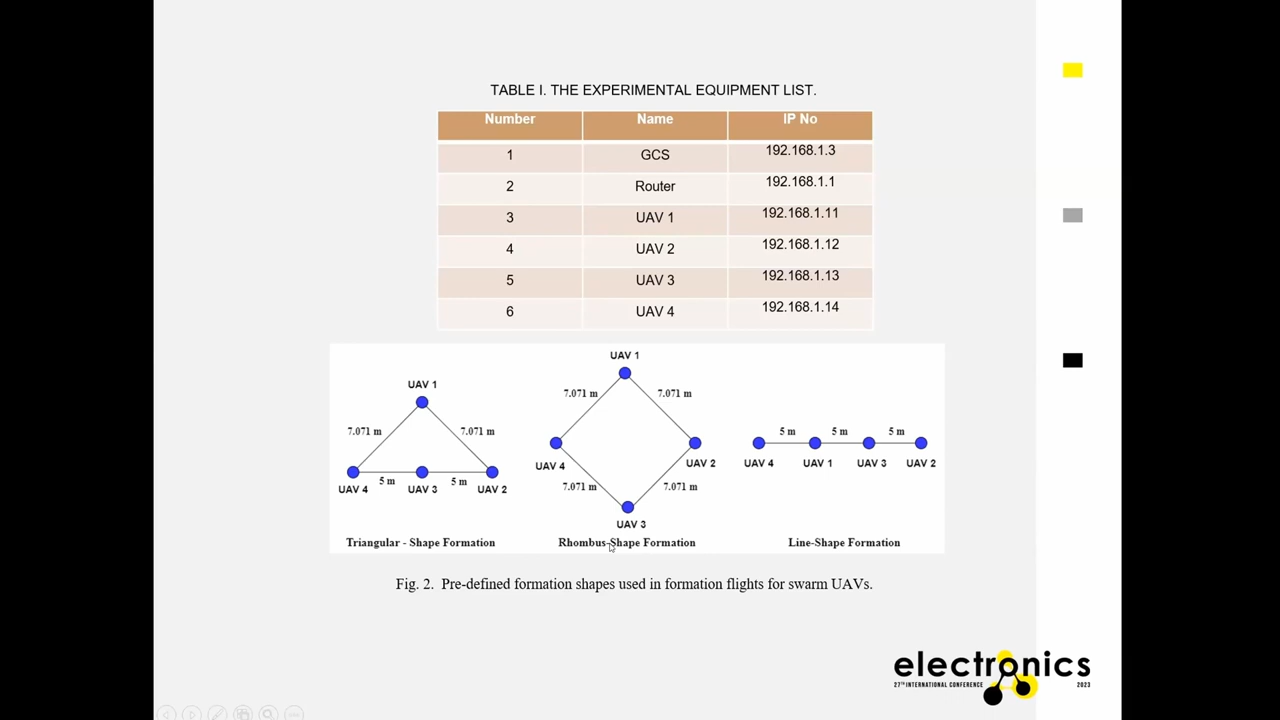 TABLE I. THE EXPERIMENTAL EQUIPMENT LIST.
Number Name IP No
1 GCS 192.168.1.3
2 Router 192.168.1.1
3 UAV 1 192.168.1.11
4 UAV 2 192.168.1.12
5 UAV 3 192.168.1.13
6 UAV 4 192.168.1.14
UAV 1
7.071 m 7.071 m
UAV 4 5 m UAV 3 5 m UAV 2
Triangular - Shape Formation
UAV 1
7.071 m 7.071 m
UAV 4 UAV 2
7.071 m 7.071 m
UAV 3
Rhombus-Shape Formation
5 m 5 m 5 m
UAV 4 UAV 1 UAV 3 UAV 2
Line-Shape Formation
Fig. 2. Pre-defined formation shapes used in formation flights for swarm UAVs.
electronics
27TH INTERNATIONAL CONFERENCE 2023